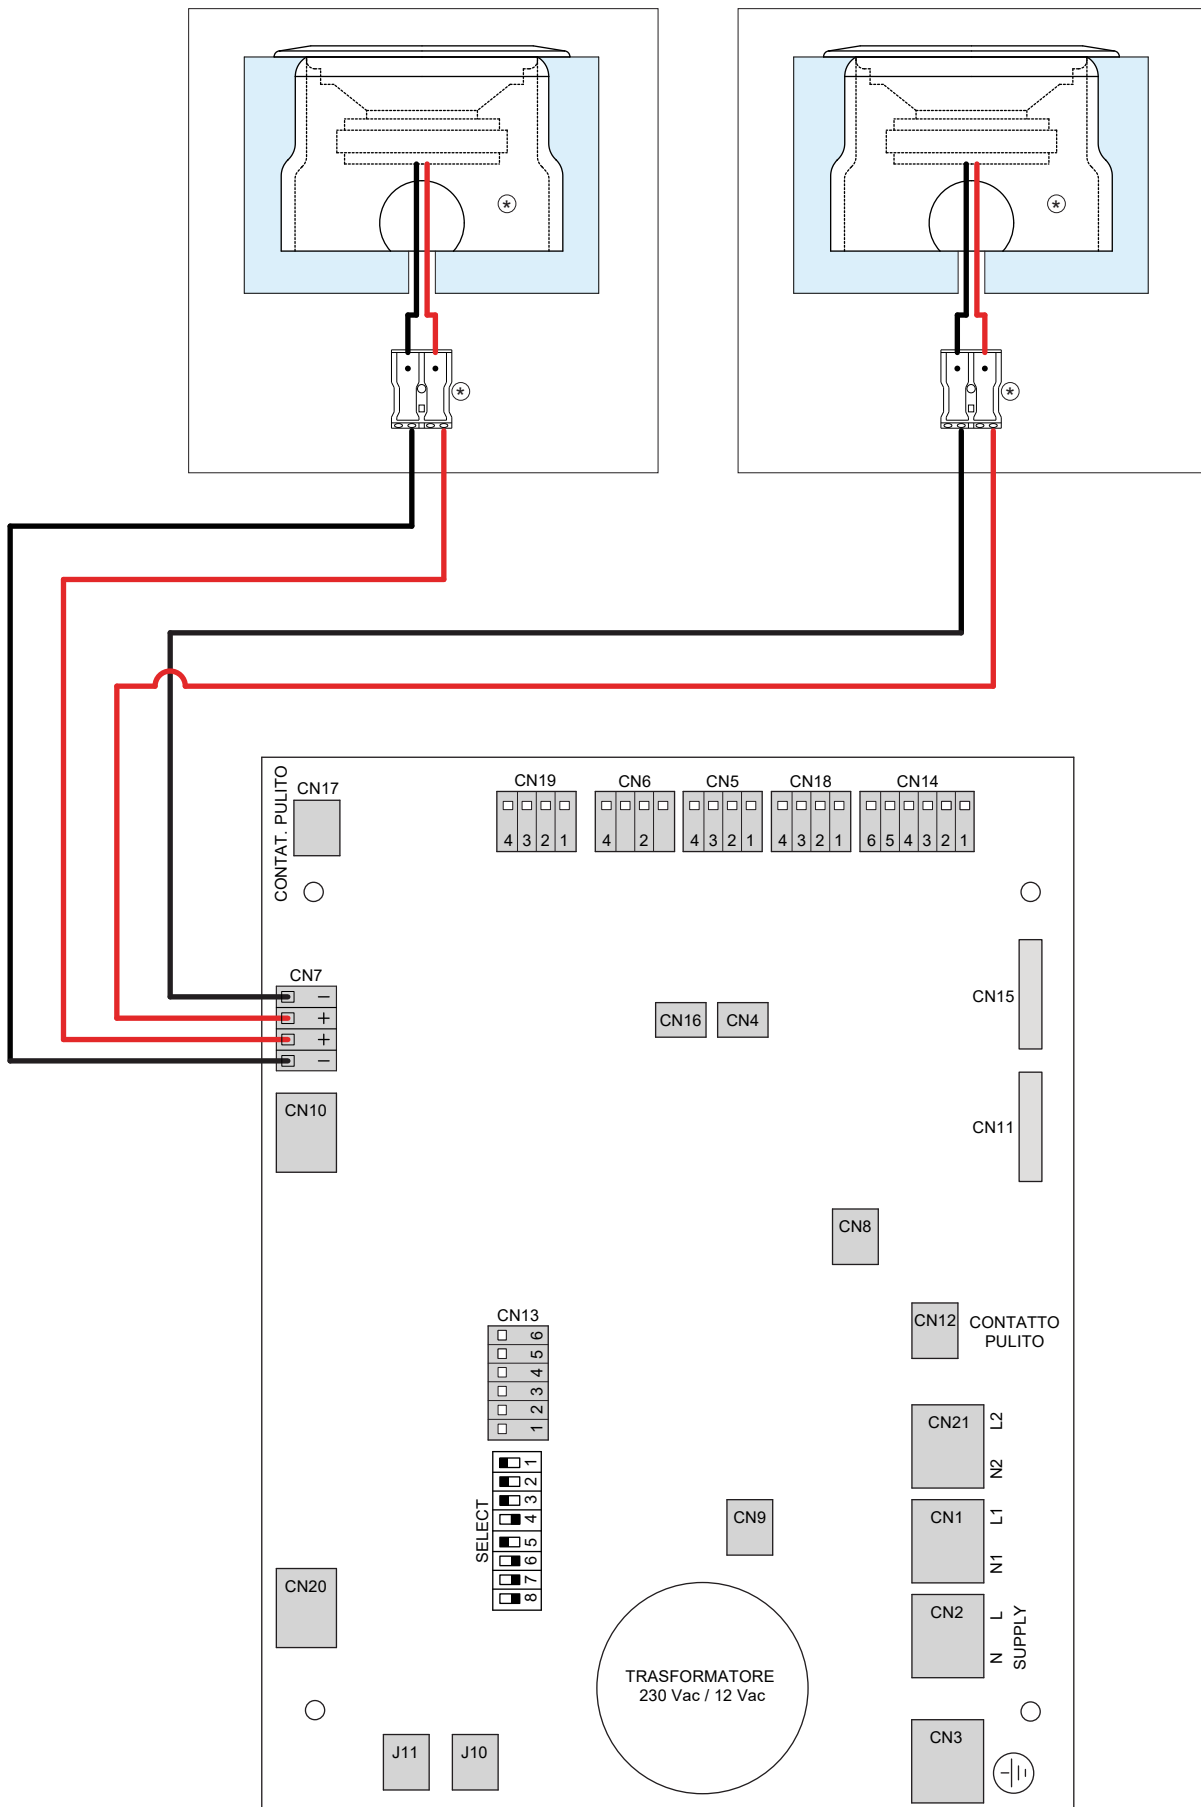 *
*
*
*
CONTAT. PULITO
CN17
CN19
4 3 2 1
CN6
4 2
CN5
4 3 2 1
CN18
4 3 2 1
CN14
6 5 4 3 2 1
CN7
−
+
+
−
CN16
CN4
CN15
CN10
CN11
CN8
CN13
6
5
4
3
2
1
CN12
CONTATTO
PULITO
SELECT
1
2
3
4
5
6
7
8
CN21
L2
N2
CN9
CN1
L1
N1
CN20
CN2
L
N
SUPPLY
TRASFORMATORE
230 Vac / 12 Vac
J11
J10
CN3